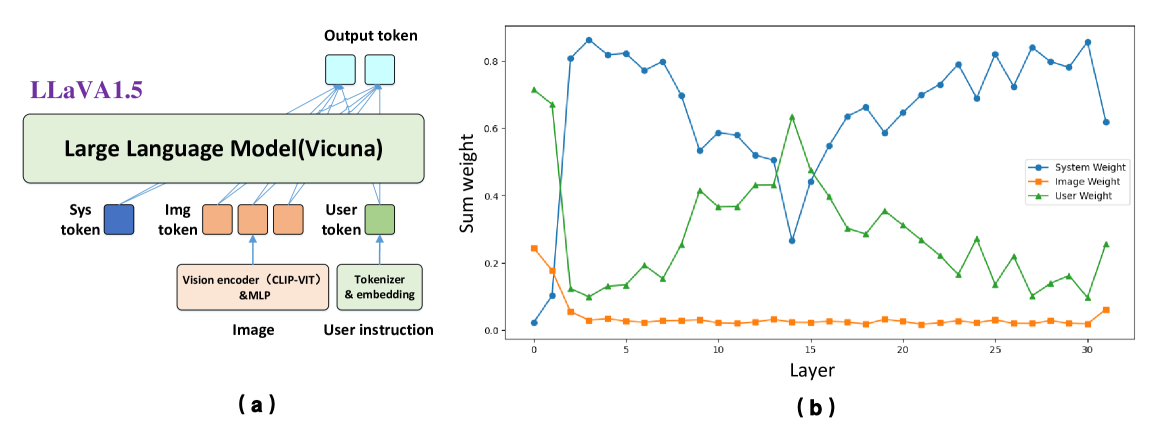 Output token
LLaVA1.5
Large Language Model(Vicuna)
Sys
token
Img
token
User
token
Vision encoder（CLIP-VIT）
&MLP
Tokenizer
& embedding
Image
User instruction
( a )
Sum weight
0.8
0.6
0.4
0.2
0.0
0
5
10
15
20
25
30
Layer
System Weight
Image Weight
User Weight
( b )